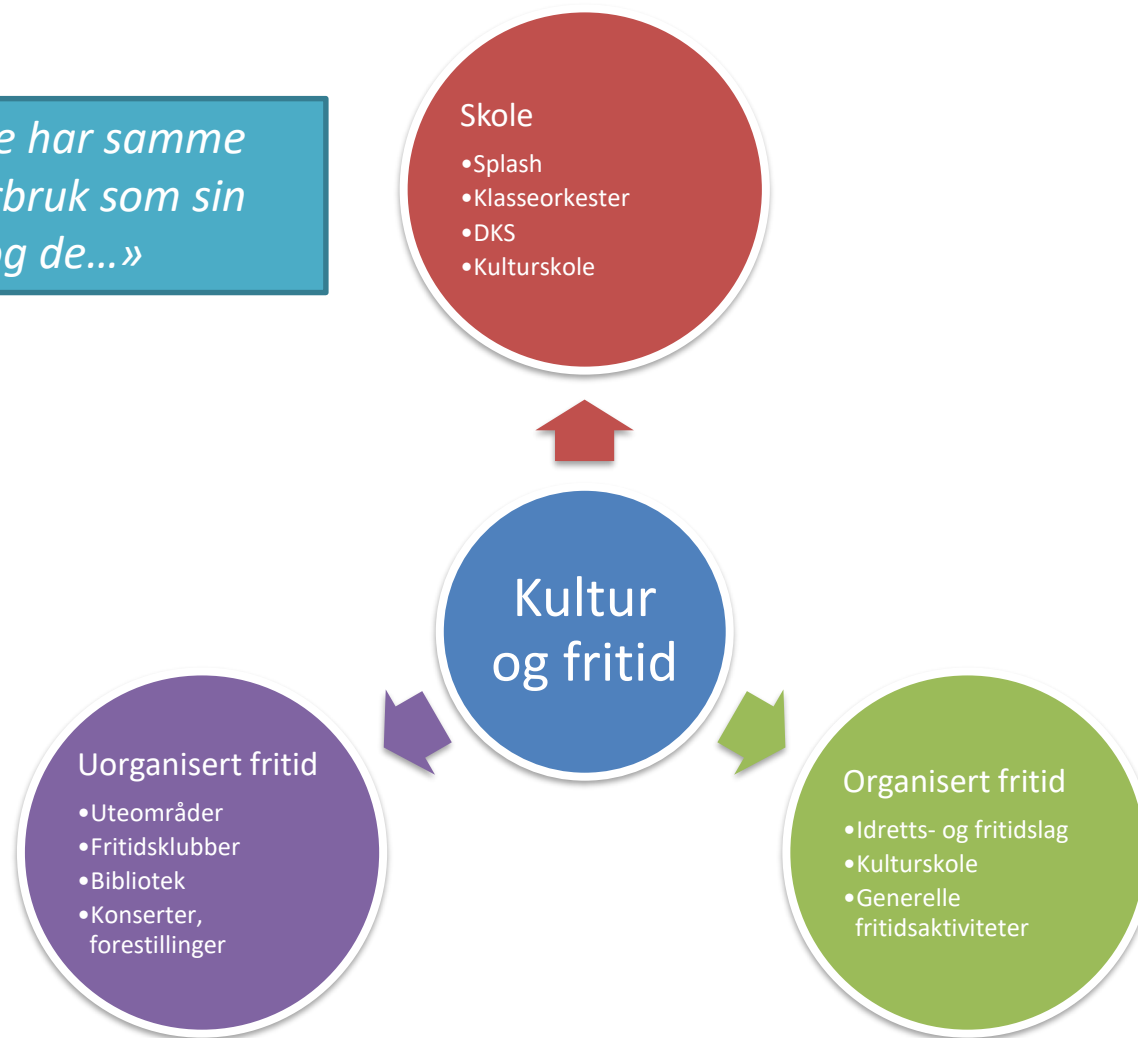 e har samme
bruk som sin
og de…»
Skole
•Splash
•Klasseorkester
•DKS
•Kulturskole
Kultur
og fritid
Uorganisert fritid
•Uteområder
•Fritidsklubber
•Bibliotek
•Konserter,
forestillinger
Organisert fritid
•Idretts- og fritidslag
•Kulturskole
•Generelle
fritidsaktiviteter